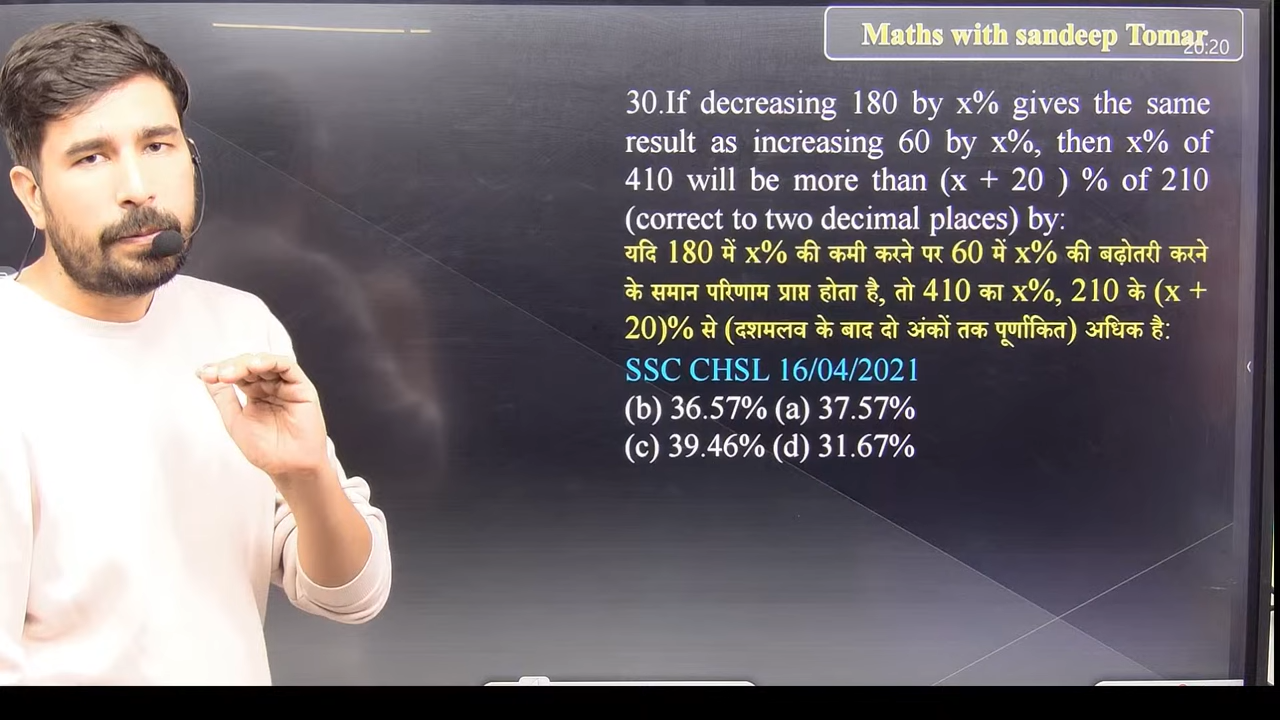 Maths with sandeep Tomar
20:20
30.If decreasing 180 by x% gives the same
result as increasing 60 by x%, then x% of
410 will be more than (x + 20 ) % of 210
(correct to two decimal places) by:
यदि 180 में x% की कमी करने पर 60 में x% की बढ़ोतरी करने
के समान परिणाम प्राप्त होता है, तो 410 का x%, 210 के (x +
20)% से (दशमलव के बाद दो अंकों तक पूर्णांकित) अधिक है:
SSC CHSL 16/04/2021
(b) 36.57% (a) 37.57%
(c) 39.46% (d) 31.67%